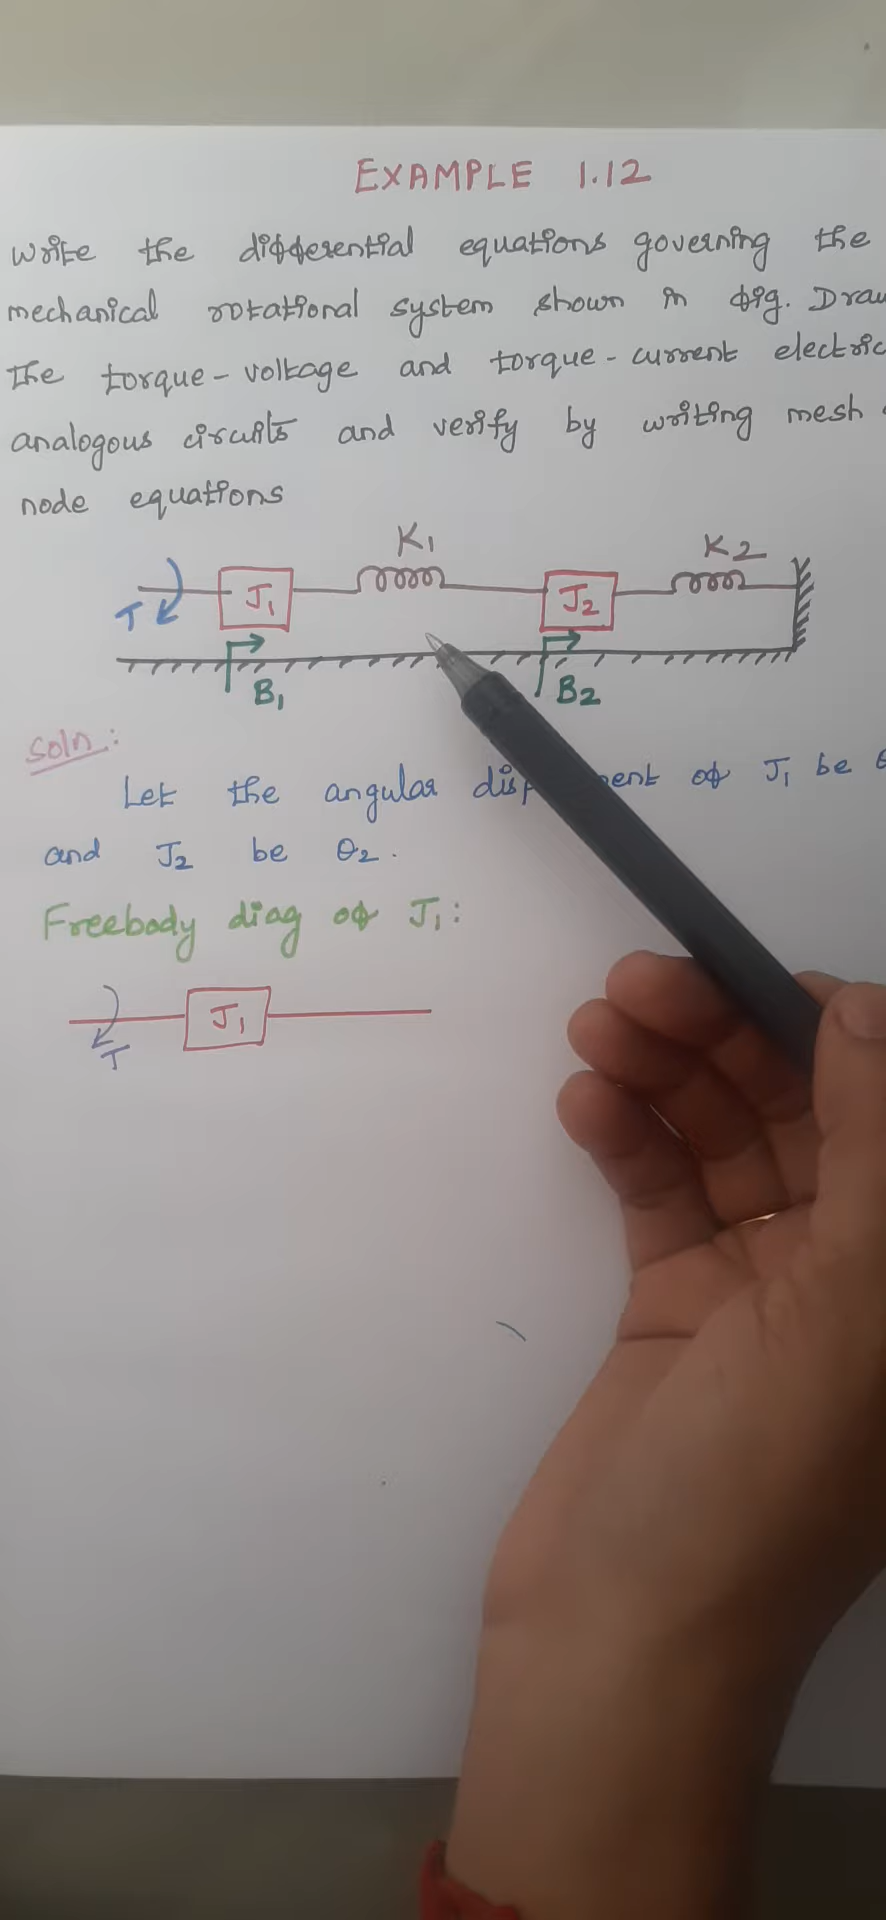 EXAMPLE 1.12
Write the differential equations governing the
mechanical rotational system shown in fig. Draw
the torque-voltage and torque-current electric
analogous circuits and verify by writing mesh
node equations
K1 K2
T J1 J2
B1 B2
Soln:
Let the angular of J1 be
and J2 be θ2.
Freebody diag of J1:
J1
T